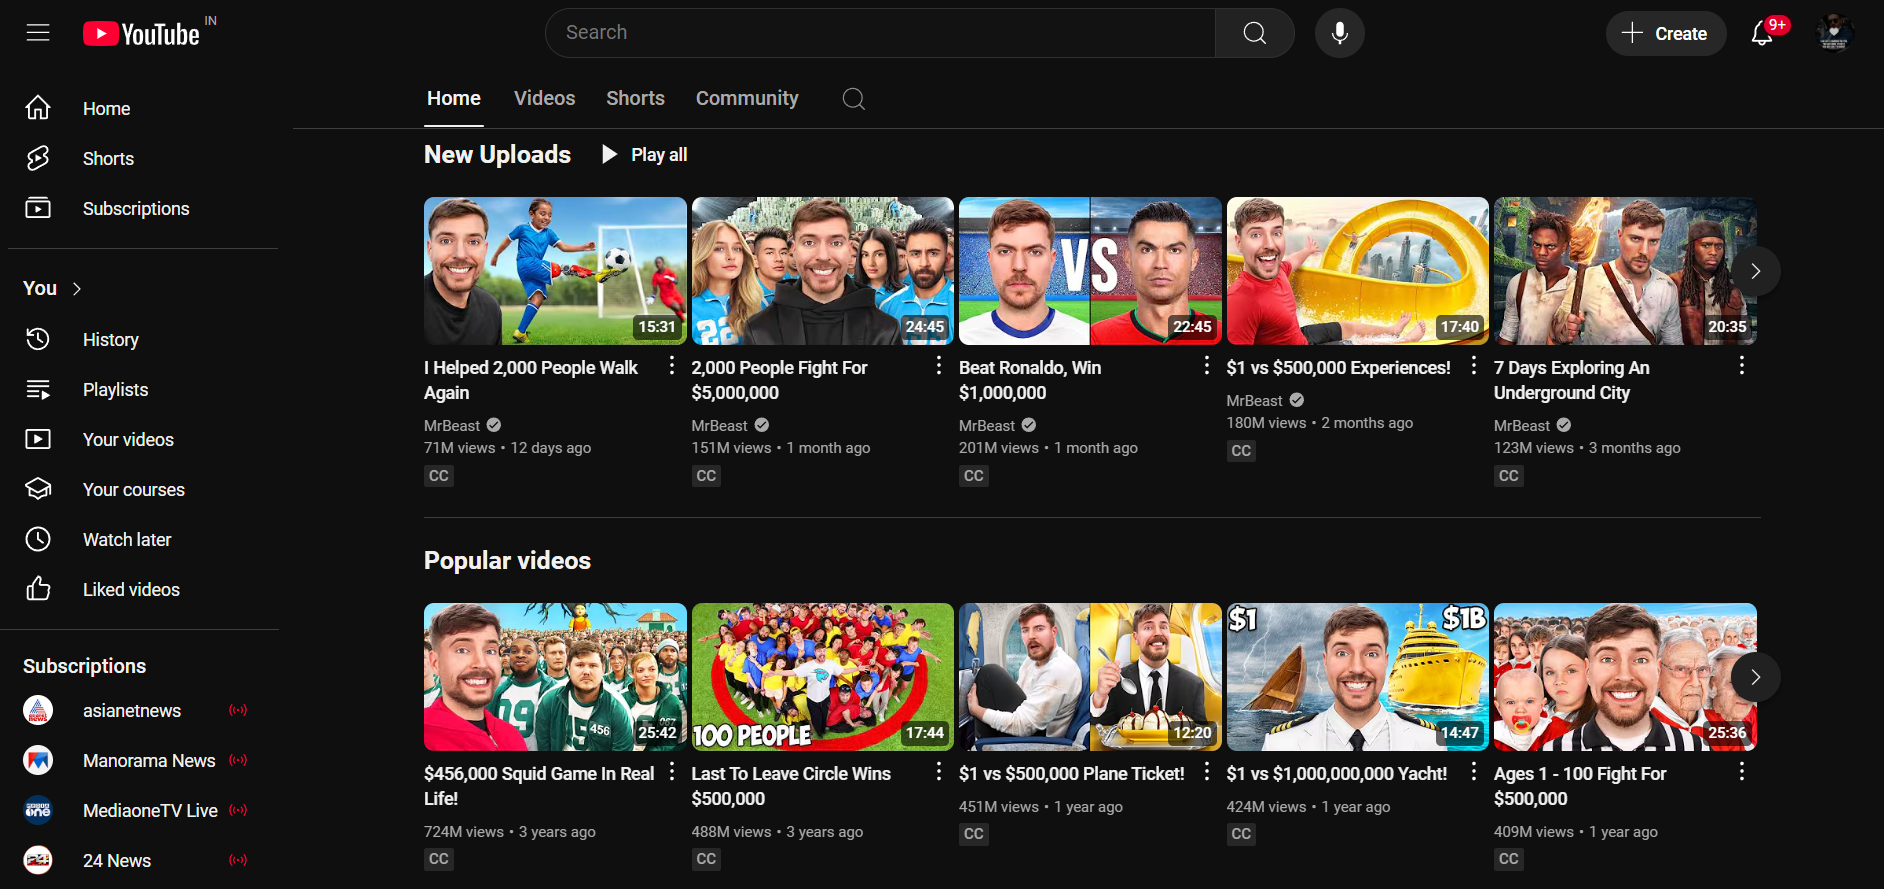 YouTube IN
Search
Create
9+
Home
Shorts
Subscriptions
You
History
Playlists
Your videos
Your courses
Watch later
Liked videos
Subscriptions
asianetnews
Manorama News
MediaoneTV Live
24 News
Home Videos Shorts Community
New Uploads Play all
15:31
24:45
VS
22:45
17:40
20:35
I Helped 2,000 People Walk
Again
MrBeast
71M views • 12 days ago
CC
2,000 People Fight For
$5,000,000
MrBeast
151M views • 1 month ago
CC
Beat Ronaldo, Win
$1,000,000
MrBeast
201M views • 1 month ago
CC
$1 vs $500,000 Experiences!
MrBeast
180M views • 2 months ago
CC
7 Days Exploring An
Underground City
MrBeast
123M views • 3 months ago
CC
Popular videos
456
25:42
100 PEOPLE
17:44
12:20
$1 $1B
14:47
25:36
$456,000 Squid Game In Real
Life!
724M views • 3 years ago
CC
Last To Leave Circle Wins
$500,000
488M views • 3 years ago
CC
$1 vs $500,000 Plane Ticket!
451M views • 1 year ago
CC
$1 vs $1,000,000,000 Yacht!
424M views • 1 year ago
CC
Ages 1 - 100 Fight For
$500,000
409M views • 1 year ago
CC